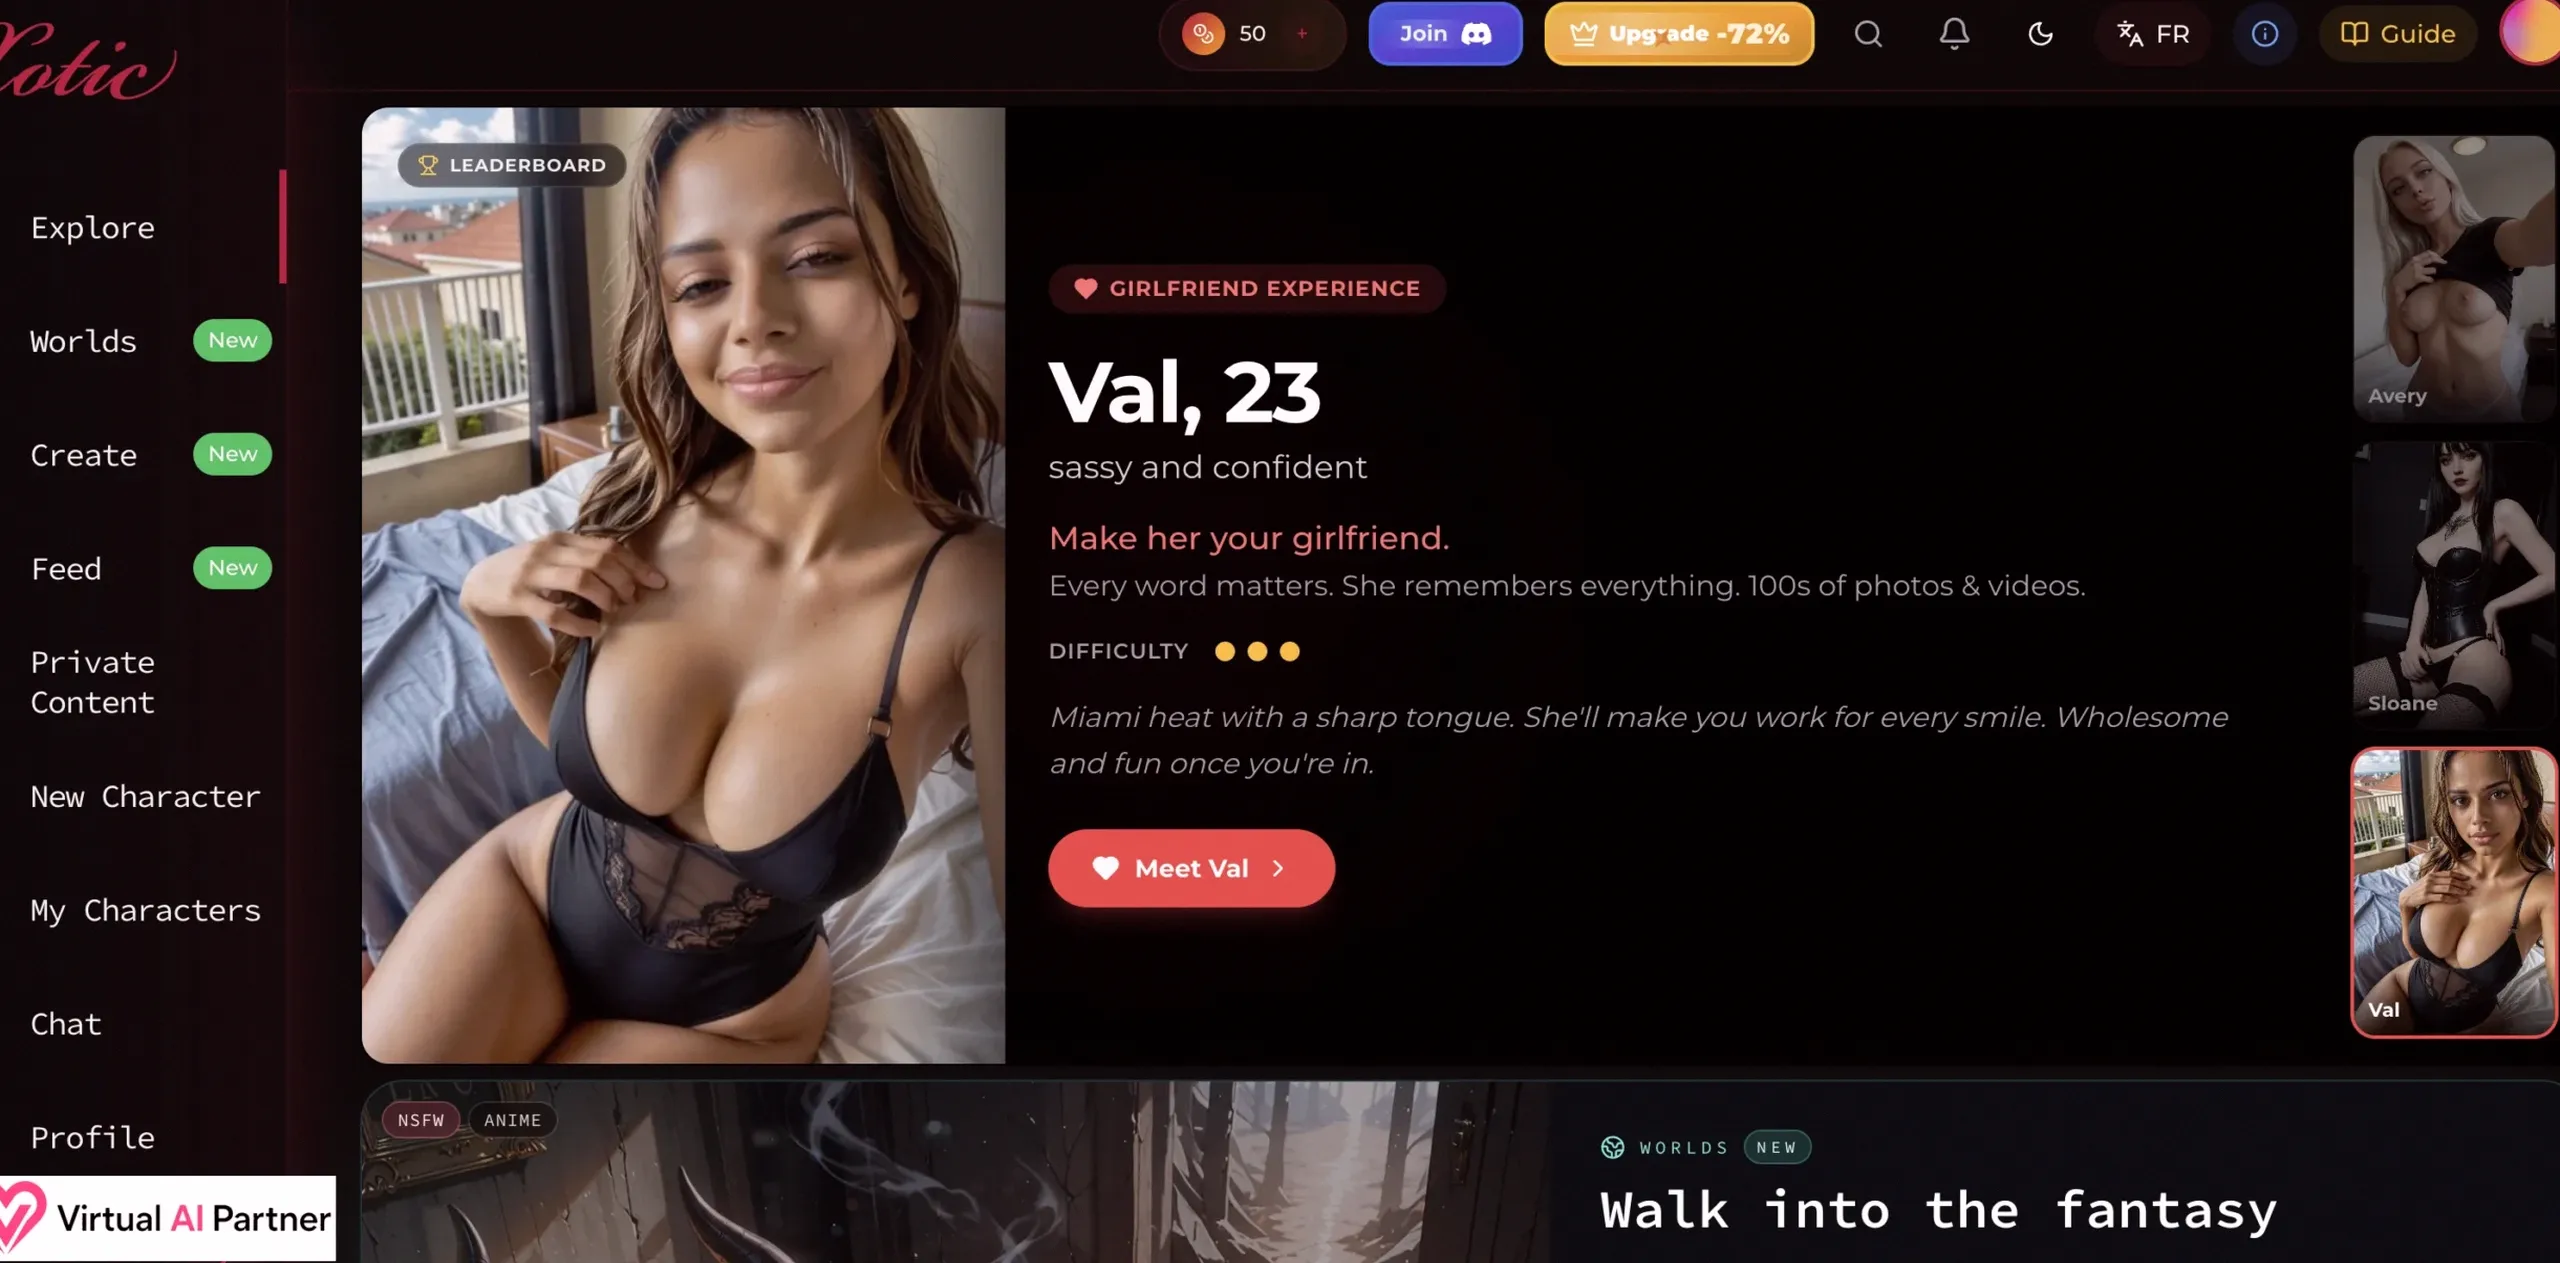 Xotic
50 +
Join
Upgrade -72%
FR
Guide
Explore
Worlds New
Create New
Feed New
Private
Content
New Character
My Characters
Chat
Profile
Virtual AI Partner
LEADERBOARD
GIRLFRIEND EXPERIENCE
Val, 23
sassy and confident
Make her your girlfriend.
Every word matters. She remembers everything. 100s of photos & videos.
DIFFICULTY
Miami heat with a sharp tongue. She'll make you work for every smile. Wholesome
and fun once you're in.
Meet Val
Avery
Sloane
Val
NSFW ANIME
WORLDS NEW
Walk into the fantasy